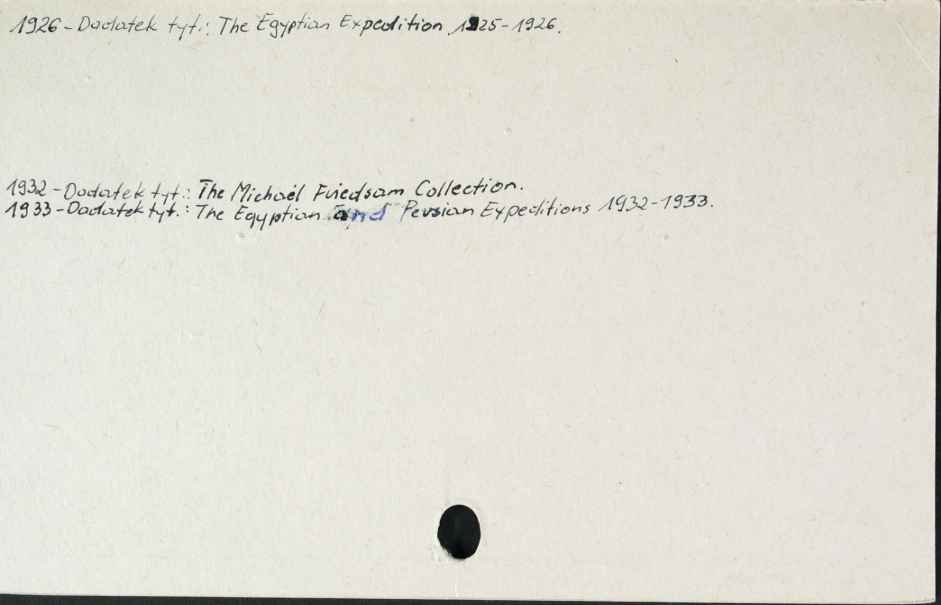 1926 - Dodatek tyt.: The Egyptian Expedition 1925-1926.
1932 - Dodatek tyt.: The Michael Friedsam Collection.
1933 - Dodatek tyt.: The Egyptian and Persian Expeditions 1932-1933.